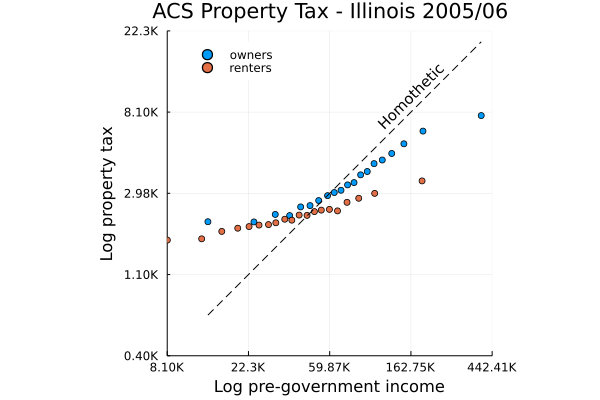 ACS Property Tax - Illinois 2005/06
22.3K
owners
renters
Homothetic
8.10K
Log property tax
2.98K
1.10K
0.40K
8.10K 22.3K 59.87K 162.75K 442.41K
Log pre-government income